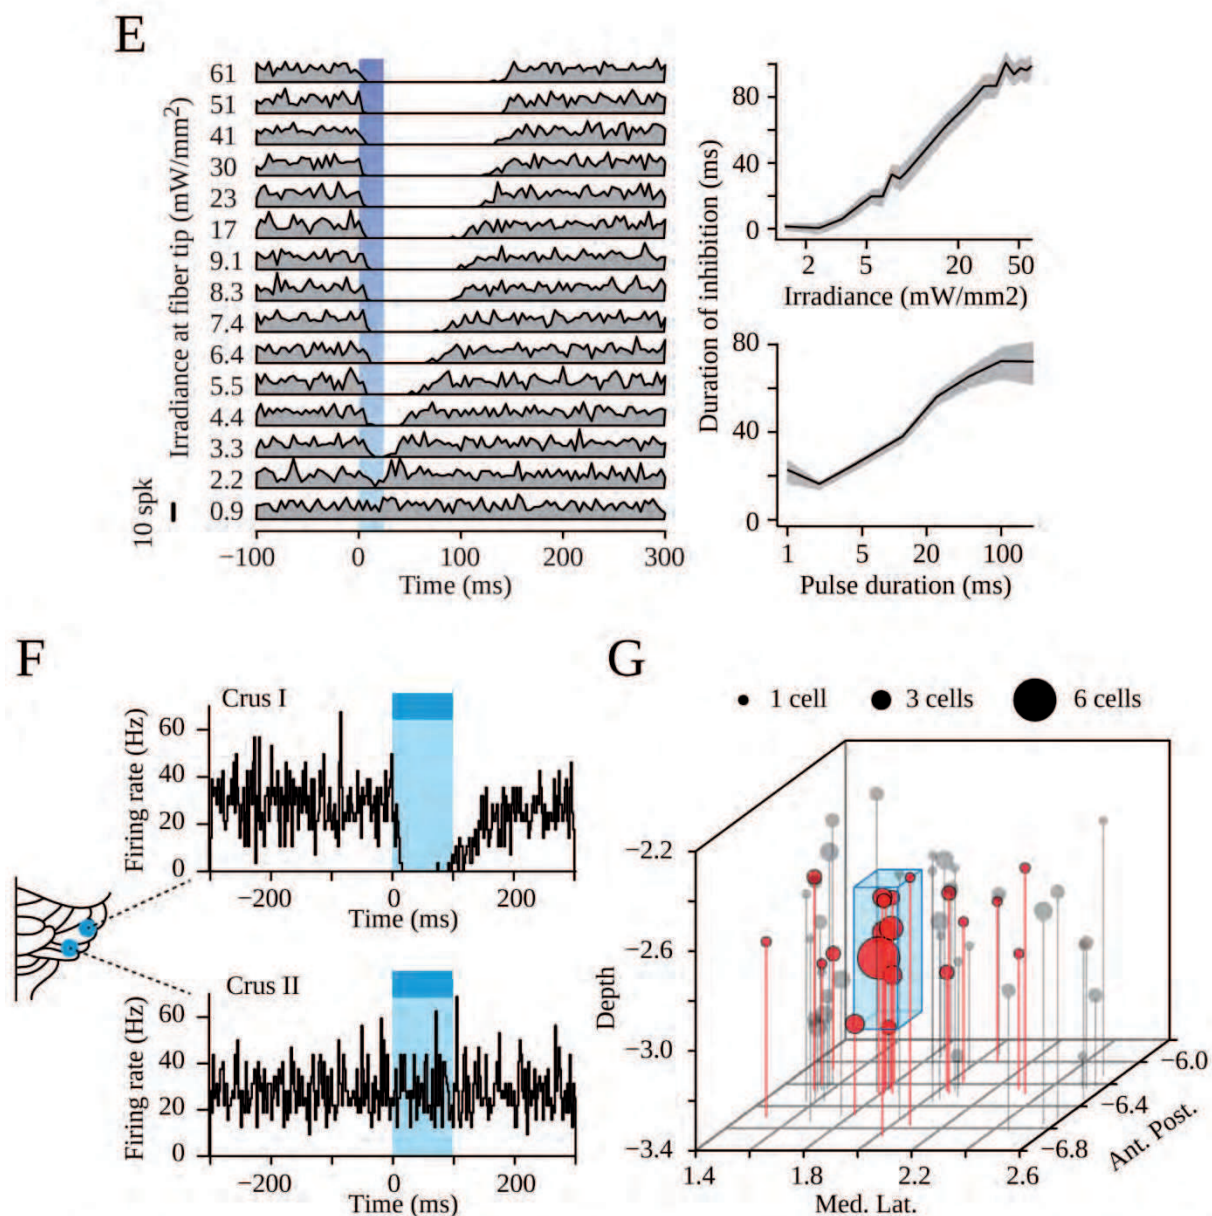 E
Irradiance at fiber tip (mW/mm²)
61
51
41
30
23
17
9.1
8.3
7.4
6.4
5.5
4.4
3.3
2.2
0.9
10 spk
−100 0 100 200 300
Time (ms)
Duration of inhibition (ms)
80
40
0
2 5 20 50
Irradiance (mW/mm2)
80
40
0
1 5 20 100
Pulse duration (ms)
F
Crus I
Firing rate (Hz)
60
40
20
0
−200 0 200
Time (ms)
Crus II
Firing rate (Hz)
60
40
20
0
−200 0 200
Time (ms)
G
1 cell 3 cells 6 cells
Depth
−2.2
−2.6
−3.0
−3.4
1.4 1.8 2.2 2.6
Med. Lat.
−6.0
−6.4
−6.8
Ant. Post.